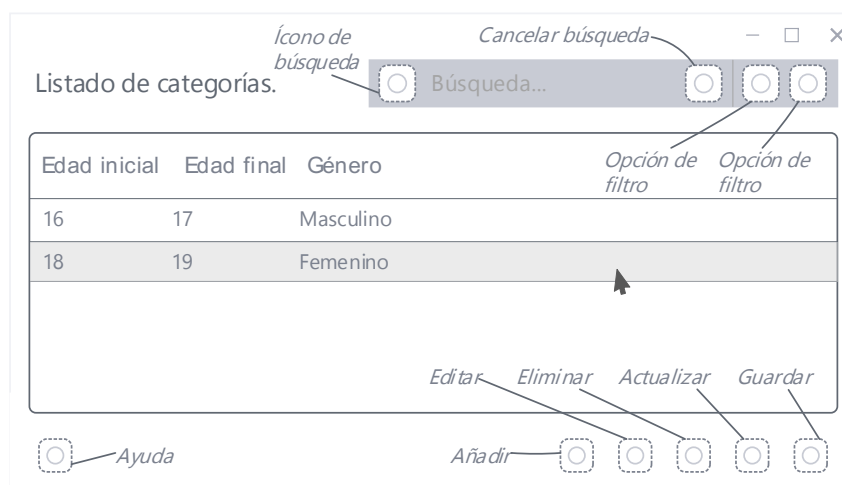 Ícono de
búsqueda
Cancelar búsqueda
Listado de categorías.
Búsqueda...
Edad inicial Edad final Género
Opción de
filtro
Opción de
filtro
16 17 Masculino
18 19 Femenino
Editar Eliminar Actualizar Guardar
Ayuda
Añadir